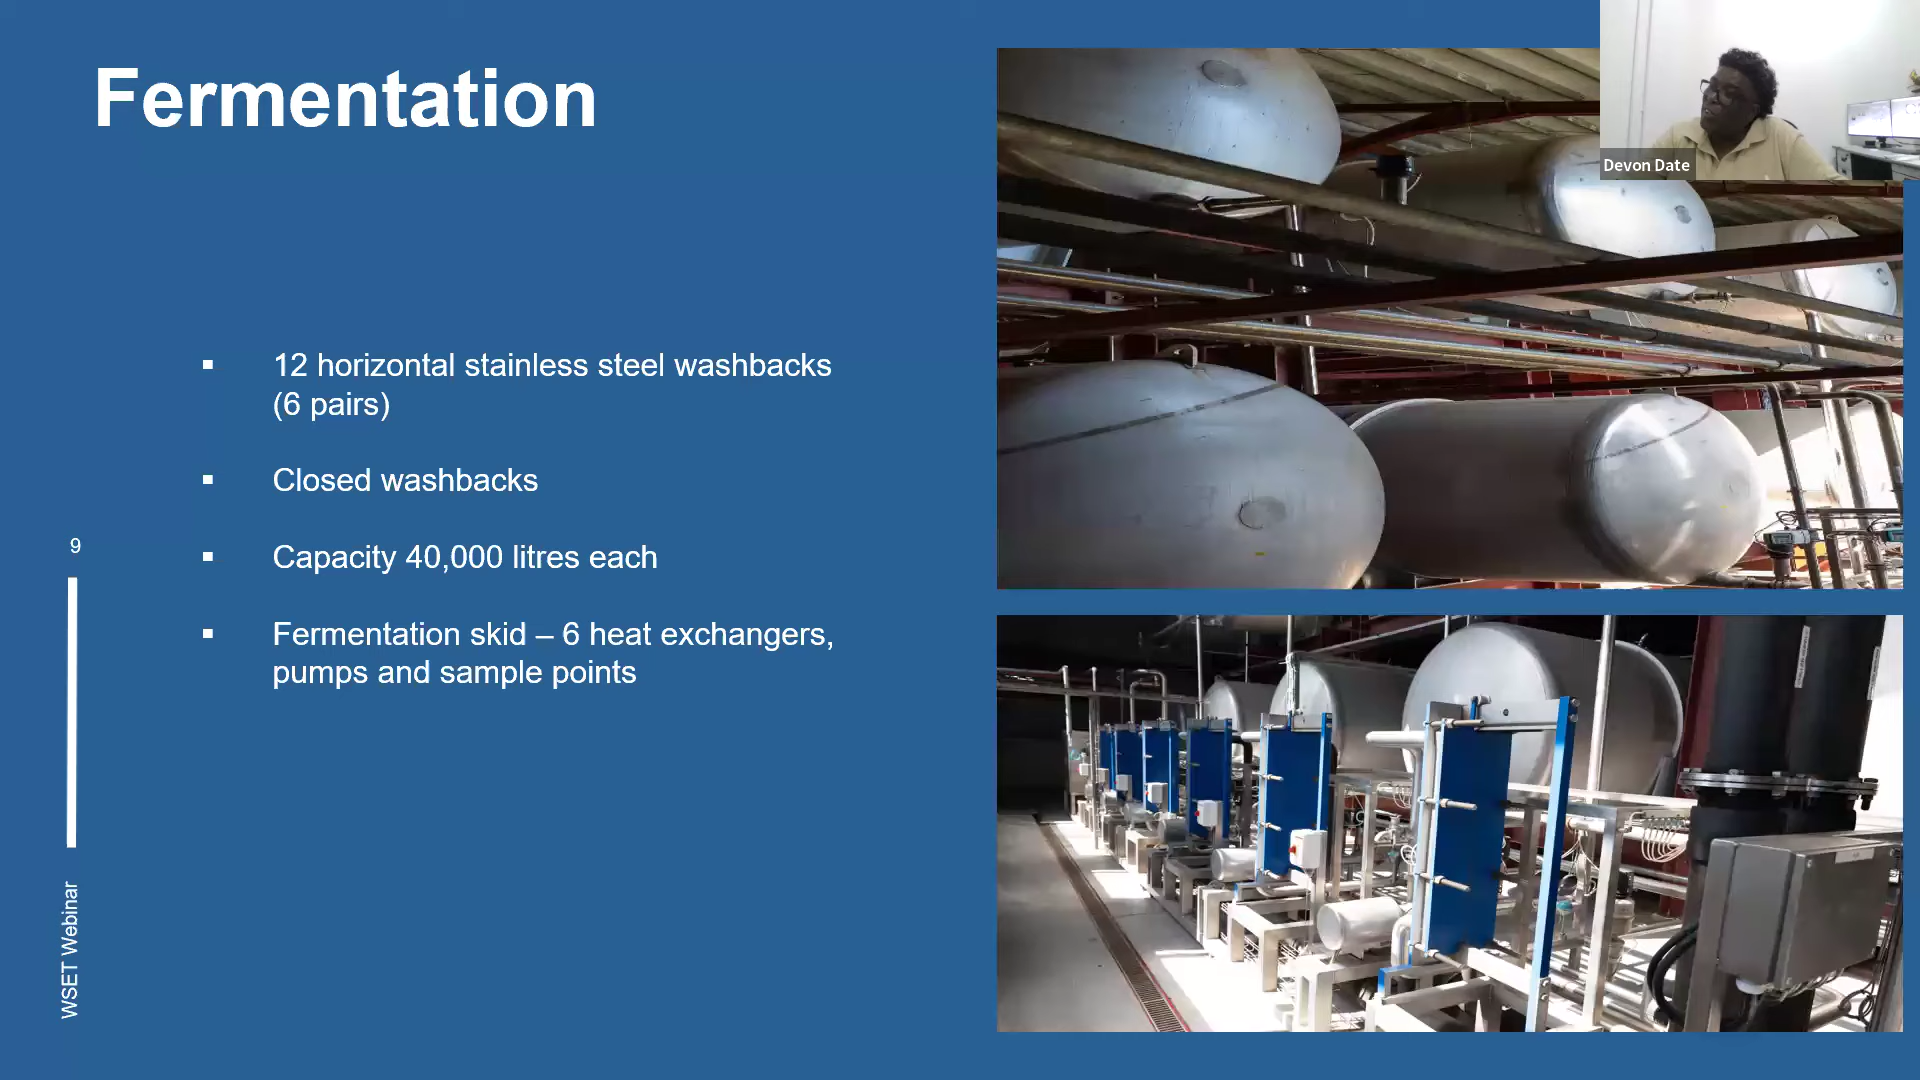 Fermentation
Devon Date
▪ 12 horizontal stainless steel washbacks
(6 pairs)
▪ Closed washbacks
▪ Capacity 40,000 litres each
▪ Fermentation skid – 6 heat exchangers,
pumps and sample points
9
WSET Webinar